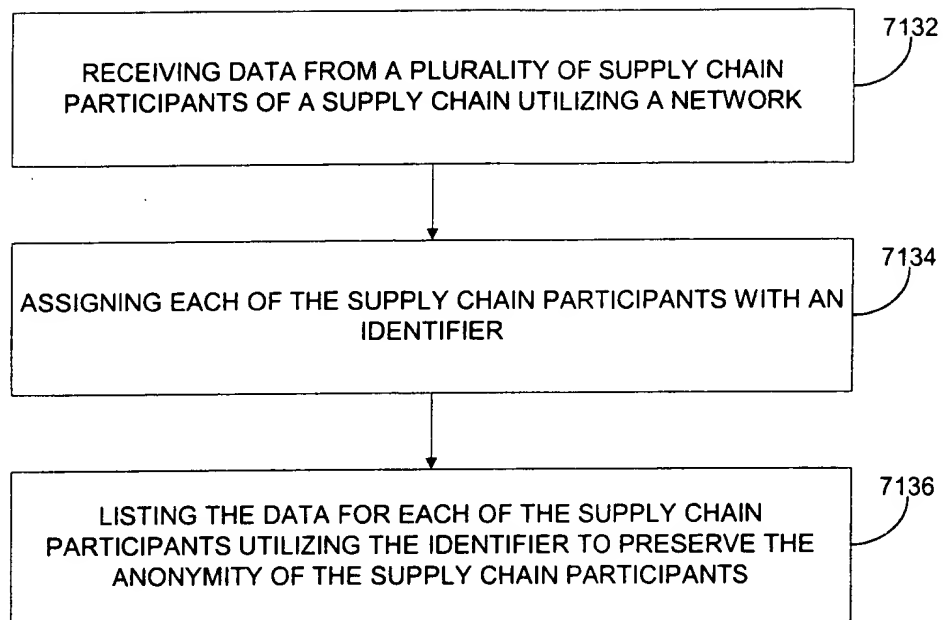 7132
RECEIVING DATA FROM A PLURALITY OF SUPPLY CHAIN
PARTICIPANTS OF A SUPPLY CHAIN UTILIZING A NETWORK
7134
ASSIGNING EACH OF THE SUPPLY CHAIN PARTICIPANTS WITH AN
IDENTIFIER
7136
LISTING THE DATA FOR EACH OF THE SUPPLY CHAIN
PARTICIPANTS UTILIZING THE IDENTIFIER TO PRESERVE THE
ANONYMITY OF THE SUPPLY CHAIN PARTICIPANTS